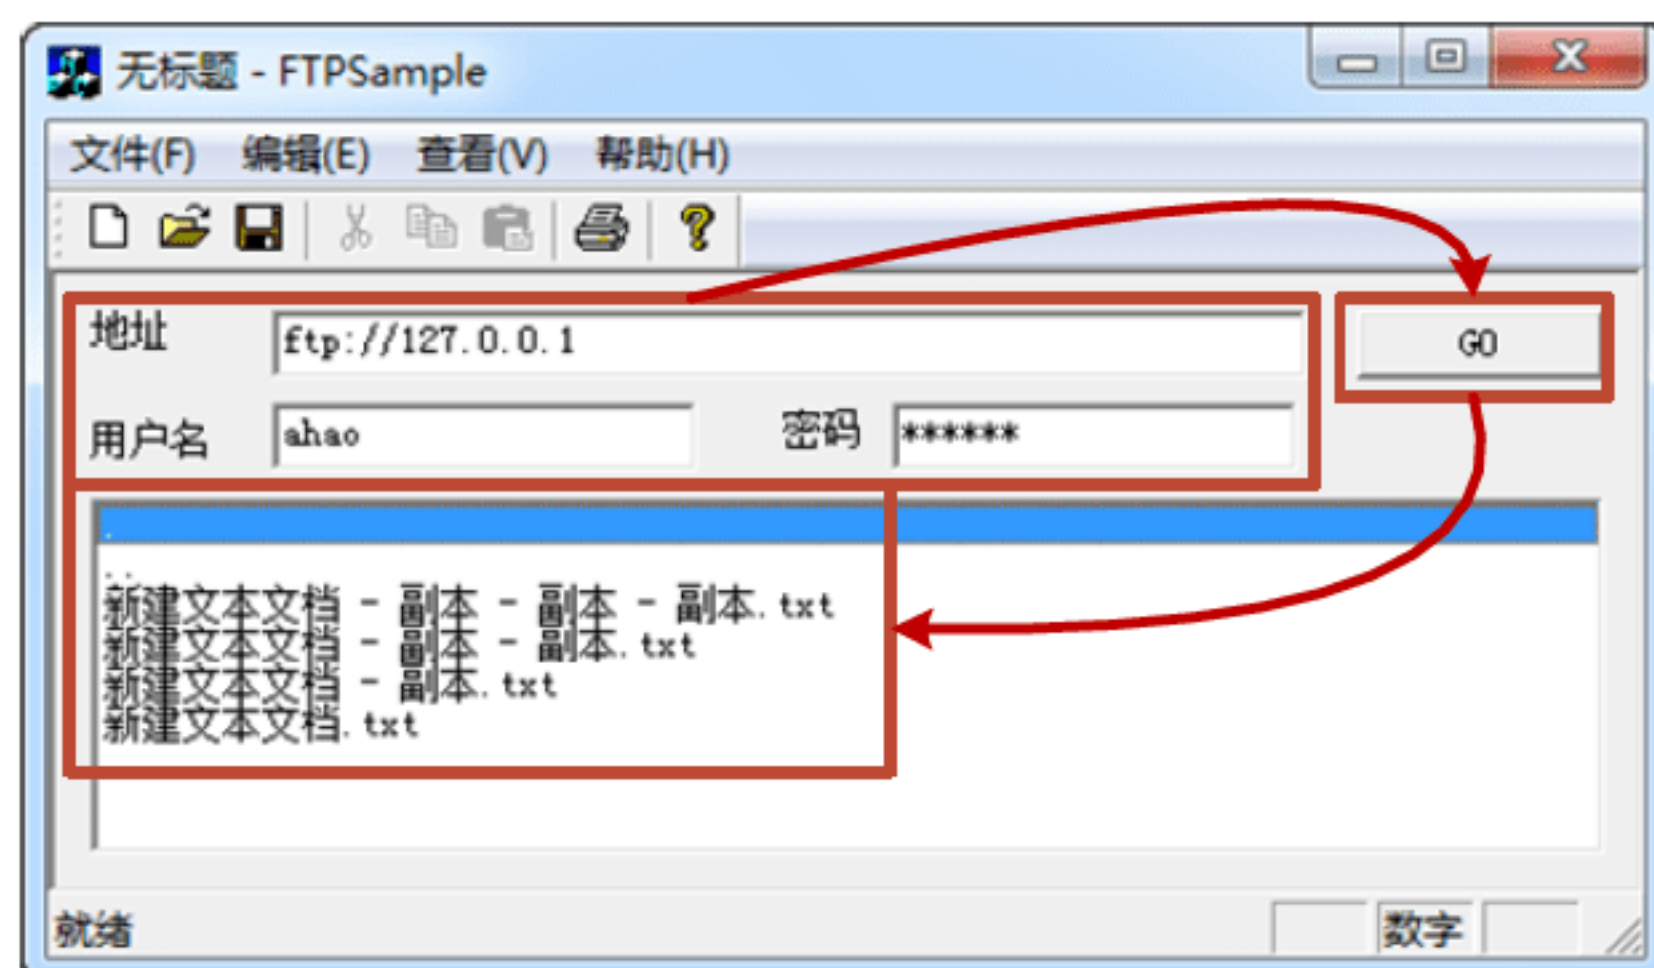 无标题 - FTPSample
文件(F) 编辑(E) 查看(V) 帮助(H)
地址 ftp://127.0.0.1 GO
用户名 ahao 密码 ******
.
..
新建文本文档 - 副本 - 副本 - 副本.txt
新建文本文档 - 副本 - 副本.txt
新建文本文档 - 副本.txt
新建文本文档.txt
就绪 数字